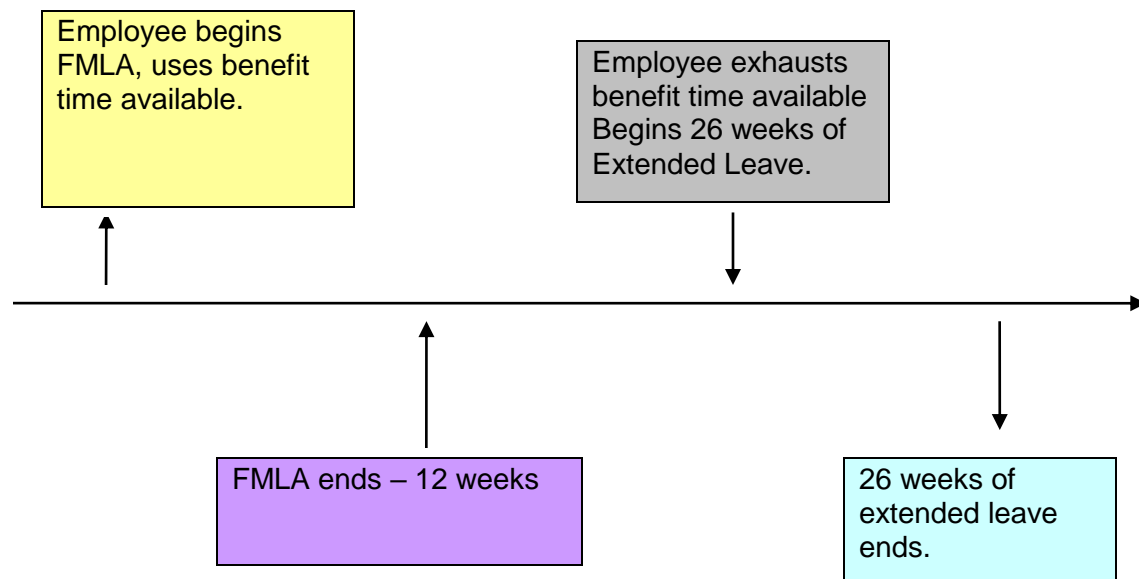 Employee begins
FMLA, uses benefit
time available.
Employee exhausts
benefit time available
Begins 26 weeks of
Extended Leave.
FMLA ends – 12 weeks
26 weeks of
extended leave
ends.